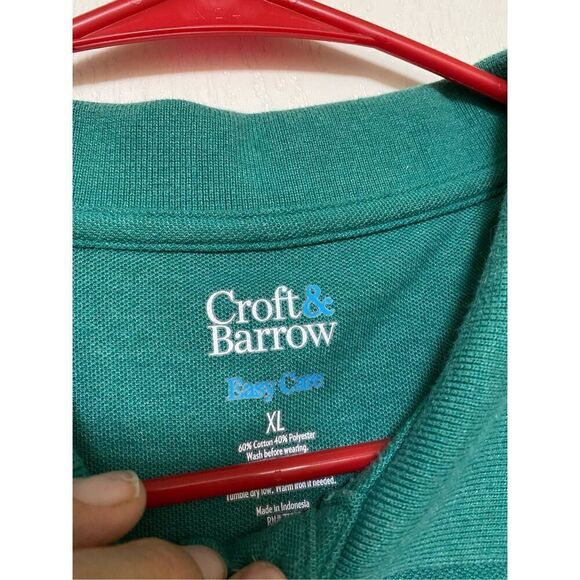 Croft&
Barrow
Easy Care
XL
60% Cotton 40% Polyester
Wash before wearing.
Tumble dry low. Warm iron if needed.
Made in Indonesia
RN#